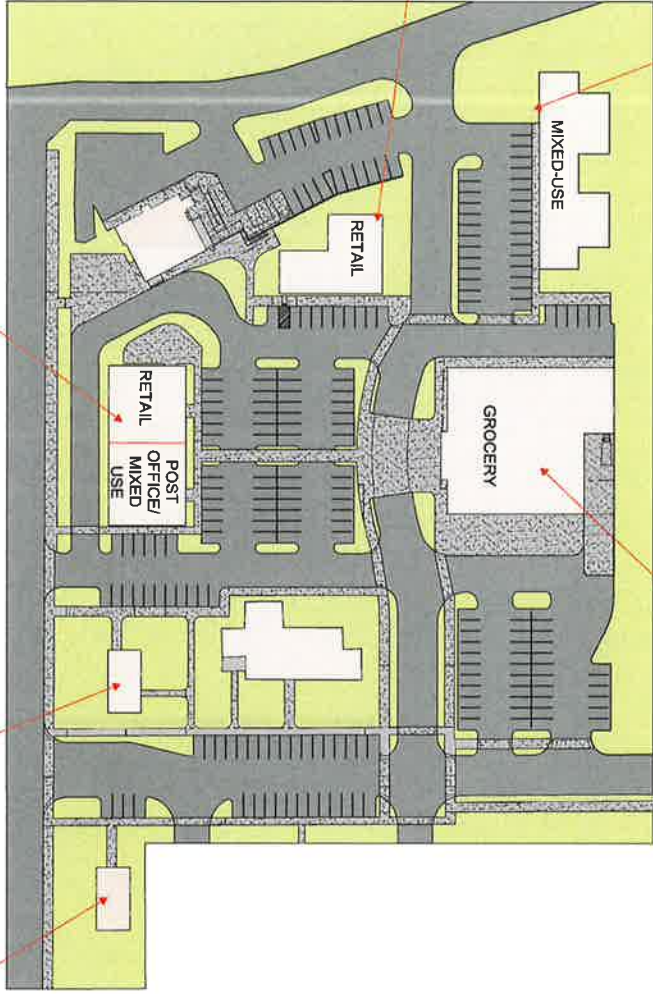 MIXED-USE
RETAIL
GROCERY
RETAIL
POST
OFFICE/
MIXED
USE